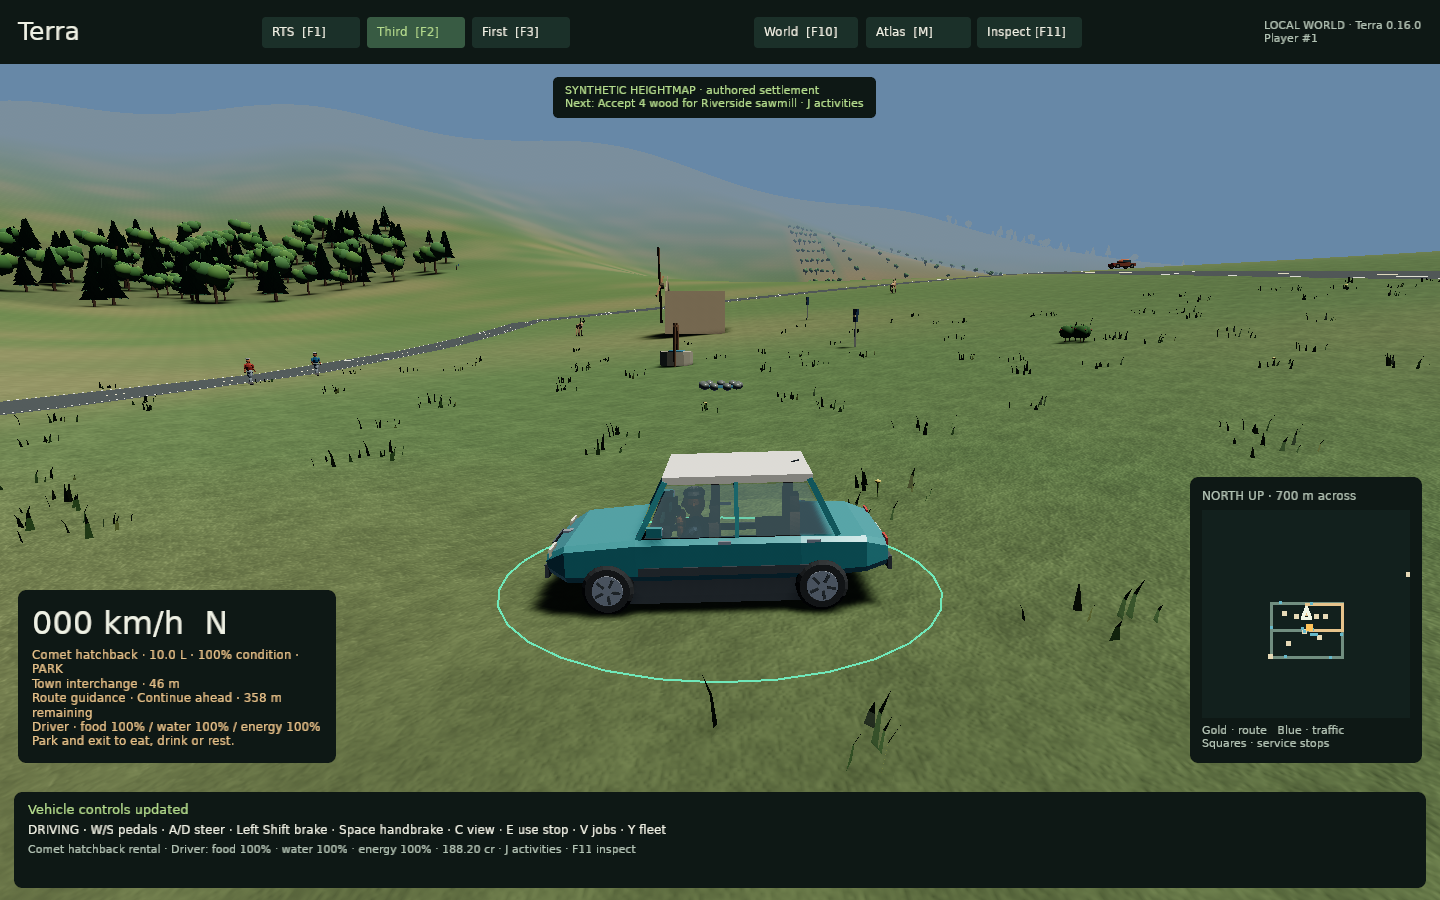 Terra
RTS [F1]
Third [F2]
First [F3]
World [F10]
Atlas [M]
Inspect [F11]
LOCAL WORLD · Terra 0.16.0
Player #1
SYNTHETIC HEIGHTMAP · authored settlement
Next: Accept 4 wood for Riverside sawmill · J activities
NORTH UP · 700 m across
Gold · route Blue · traffic
Squares · service stops
000 km/h N
Comet hatchback · 10.0 L · 100% condition ·
PARK
Town interchange · 46 m
Route guidance · Continue ahead · 358 m
remaining
Driver · food 100% / water 100% / energy 100%
Park and exit to eat, drink or rest.
Vehicle controls updated
DRIVING · W/S pedals · A/D steer · Left Shift brake · Space handbrake · C view · E use stop · V jobs · Y fleet
Comet hatchback rental · Driver: food 100% · water 100% · energy 100% · 188.20 cr · J activities · F11 inspect